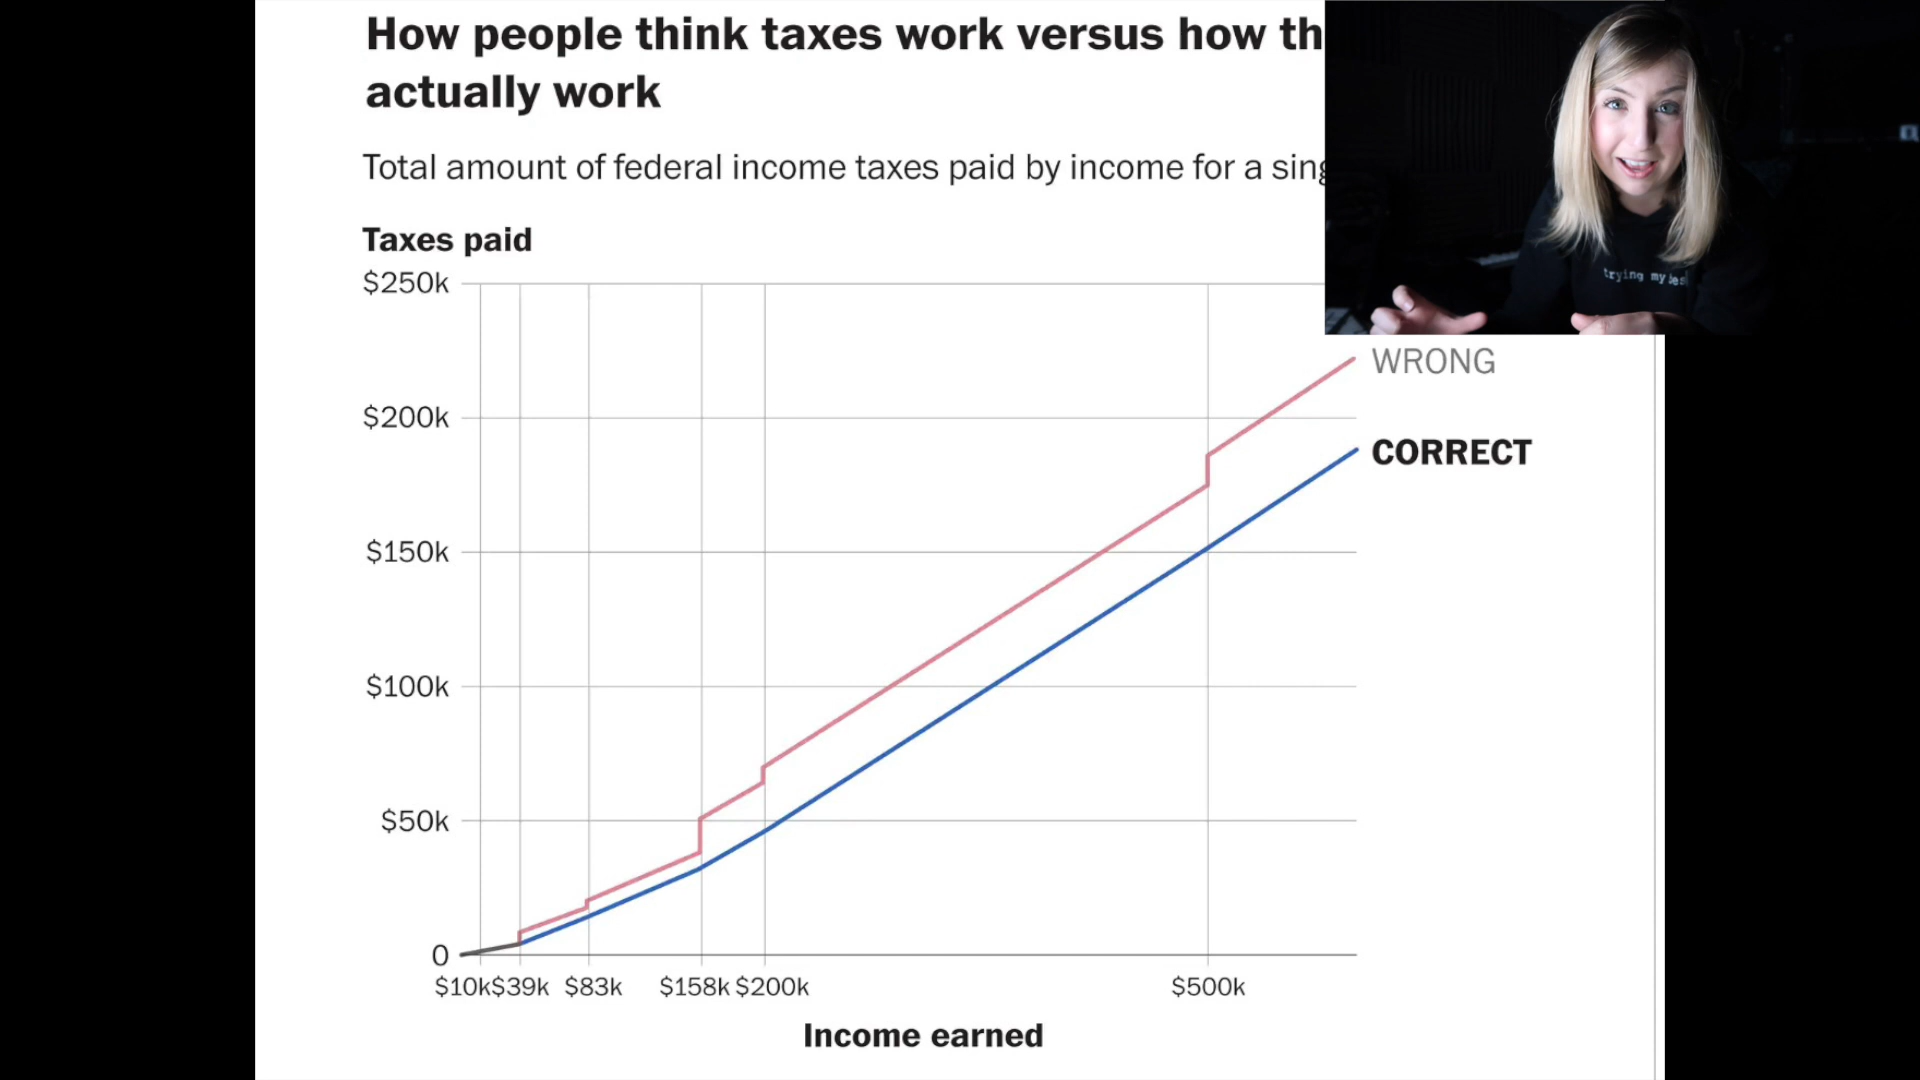 How people think taxes work versus how th
actually work
Total amount of federal income taxes paid by income for a sing
Taxes paid
$250k
$200k
$150k
$100k
$50k
0
WRONG
CORRECT
$10k $39k $83k $158k $200k $500k
Income earned
trying my bes